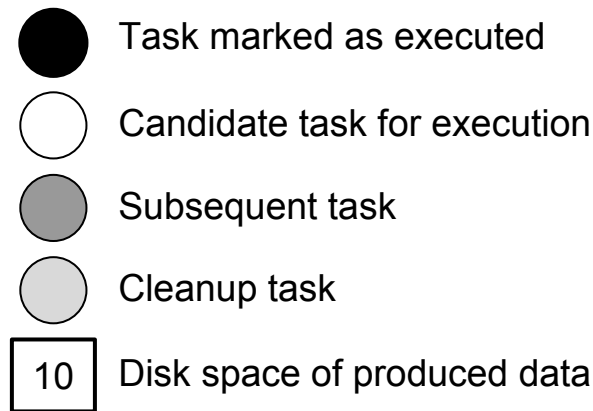 Task marked as executed
Candidate task for execution
Subsequent task
Cleanup task
10 Disk space of produced data